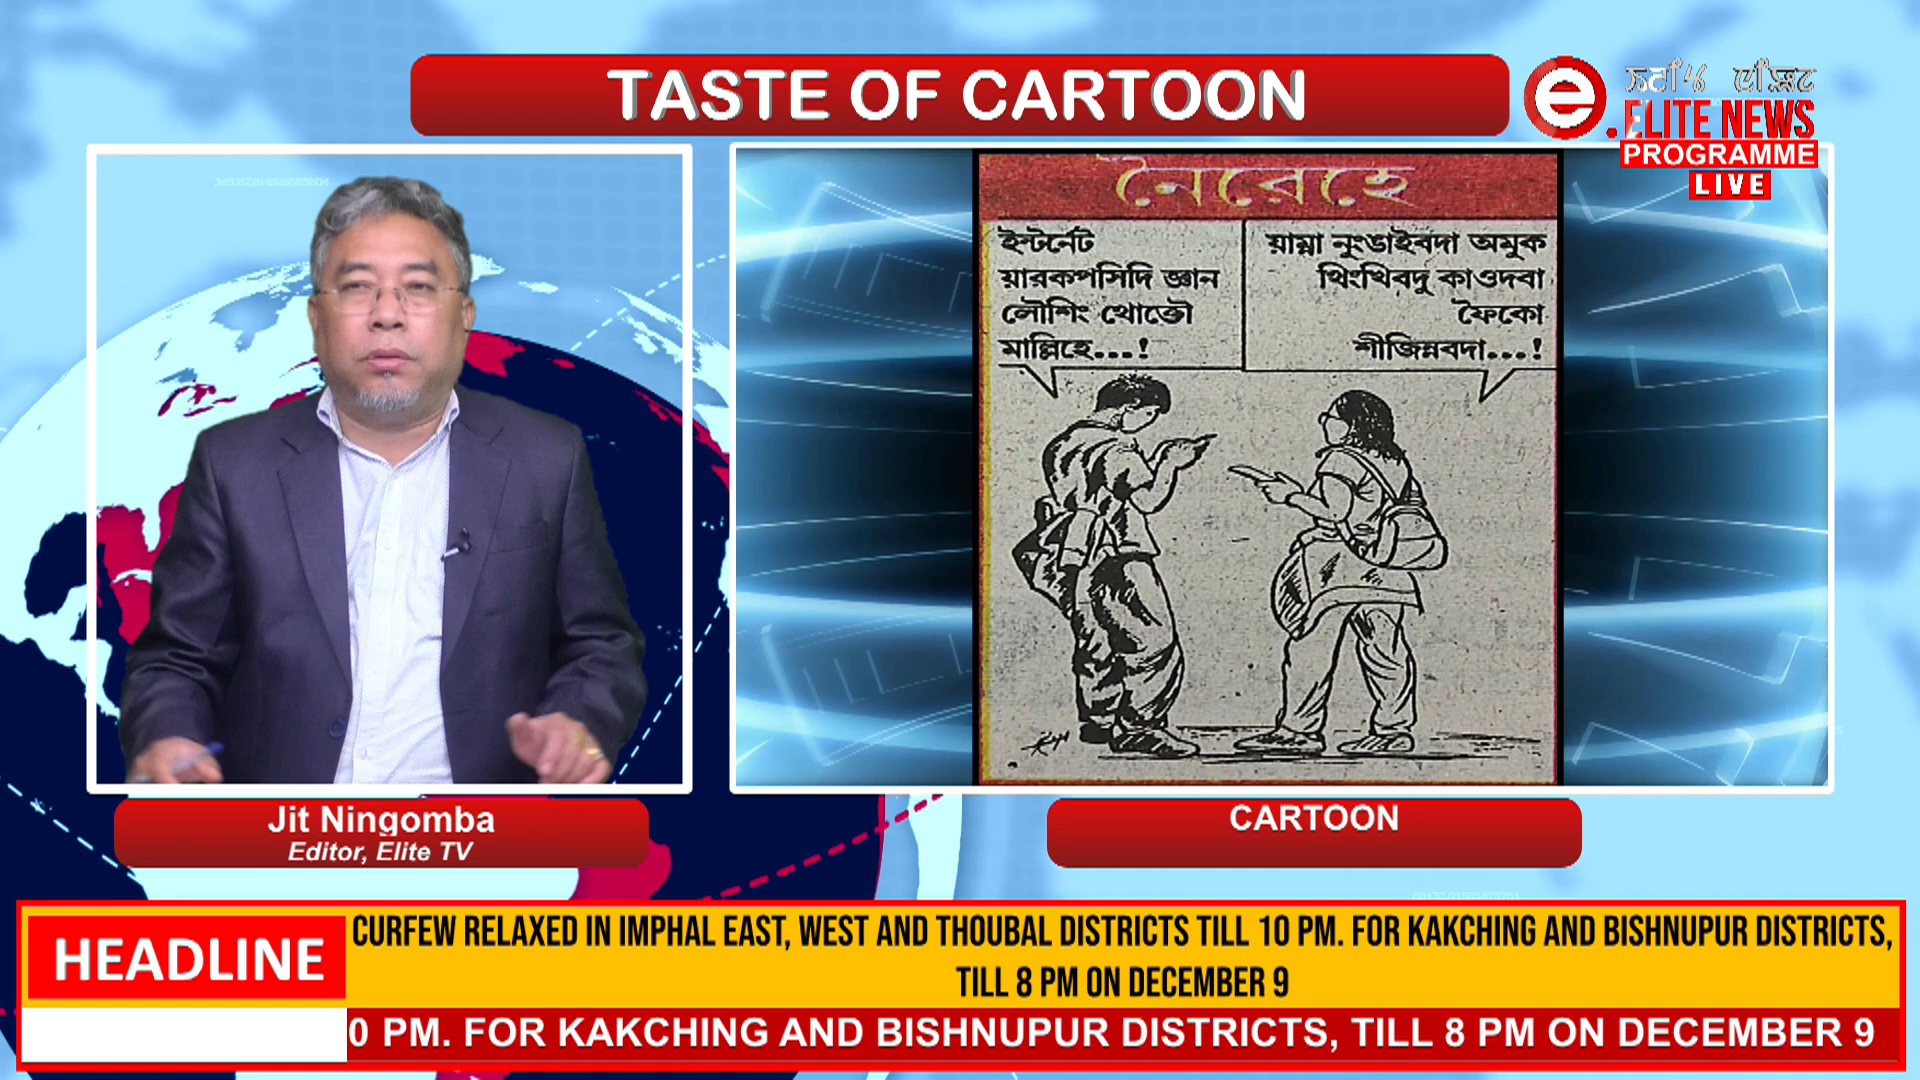 TASTE OF CARTOON
e.
ꯏꯂꯥꯏꯠ
ELITE NEWS
PROGRAMME
LIVE
নৈরেহে
ইন্টর্নেট
য়ারকপসিদি জ্ঞান
লৌশিং খোত্তৌ
মাল্লিহে...!
য়াম্না নুংঙাইবদা অমুক
থিংখিবদু কাওদবা
ফৈকো
শীজিন্নবদা...!
Jit Ningomba
Editor, Elite TV
CARTOON
HEADLINE
CURFEW RELAXED IN IMPHAL EAST, WEST AND THOUBAL DISTRICTS TILL 10 PM. FOR KAKCHING AND BISHNUPUR DISTRICTS,
TILL 8 PM ON DECEMBER 9
0 PM. FOR KAKCHING AND BISHNUPUR DISTRICTS, TILL 8 PM ON DECEMBER 9